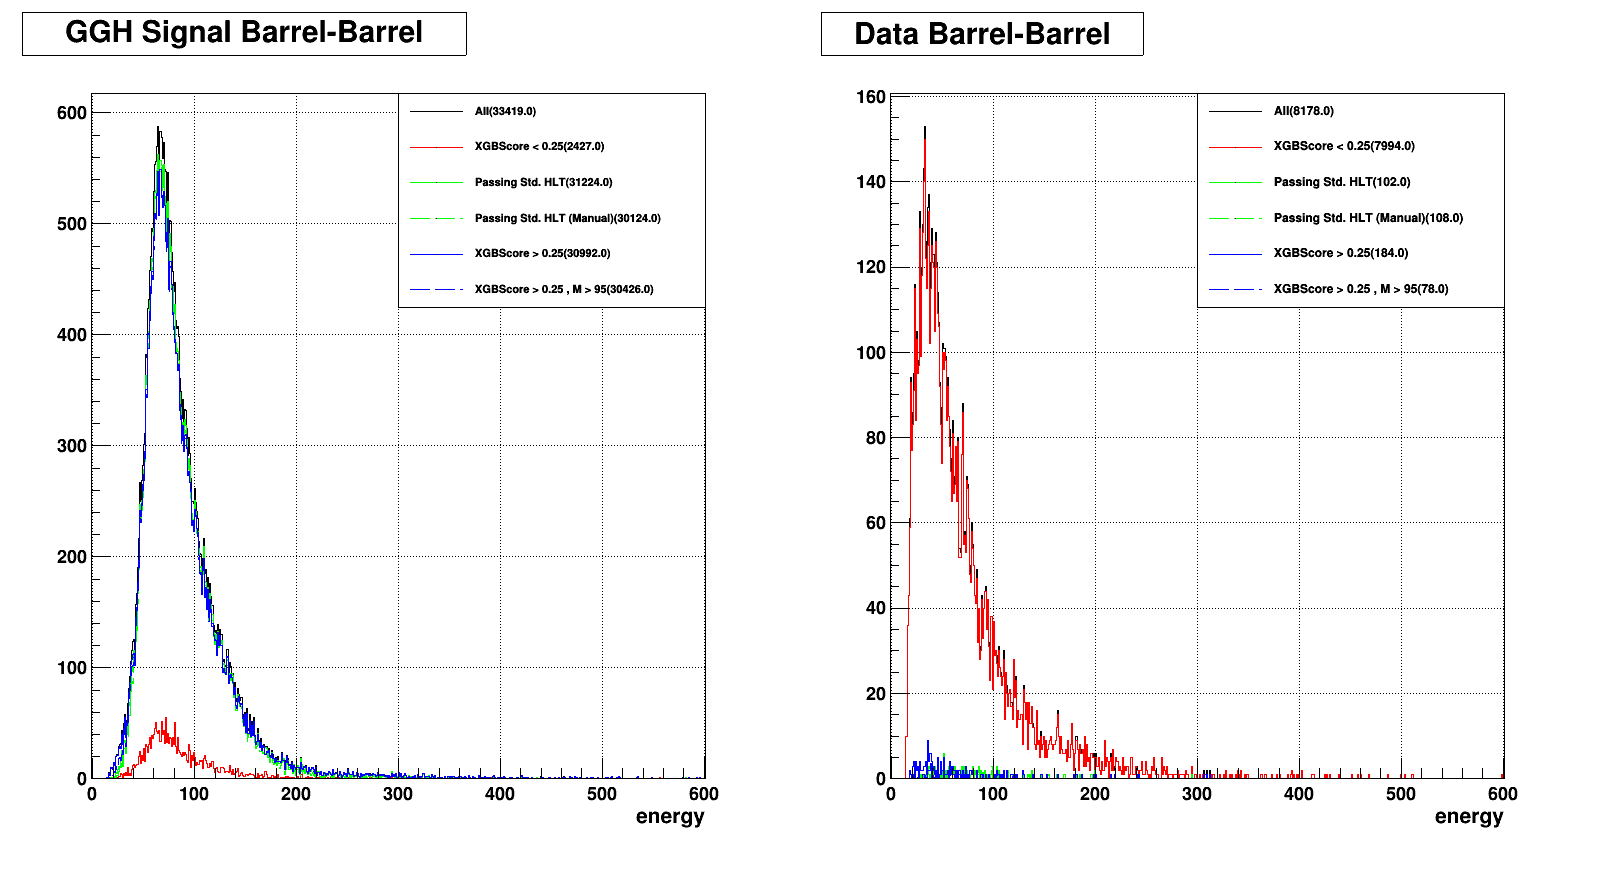 GGH Signal Barrel-Barrel
600
500
400
300
200
100
0
0 100 200 300 400 500 600
energy
All(33419.0)
XGBScore < 0.25(2427.0)
Passing Std. HLT(31224.0)
Passing Std. HLT (Manual)(30124.0)
XGBScore > 0.25(30992.0)
XGBScore > 0.25 , M > 95(30426.0)
Data Barrel-Barrel
160
140
120
100
80
60
40
20
0
0 100 200 300 400 500 600
energy
All(8178.0)
XGBScore < 0.25(7994.0)
Passing Std. HLT(102.0)
Passing Std. HLT (Manual)(108.0)
XGBScore > 0.25(184.0)
XGBScore > 0.25 , M > 95(78.0)